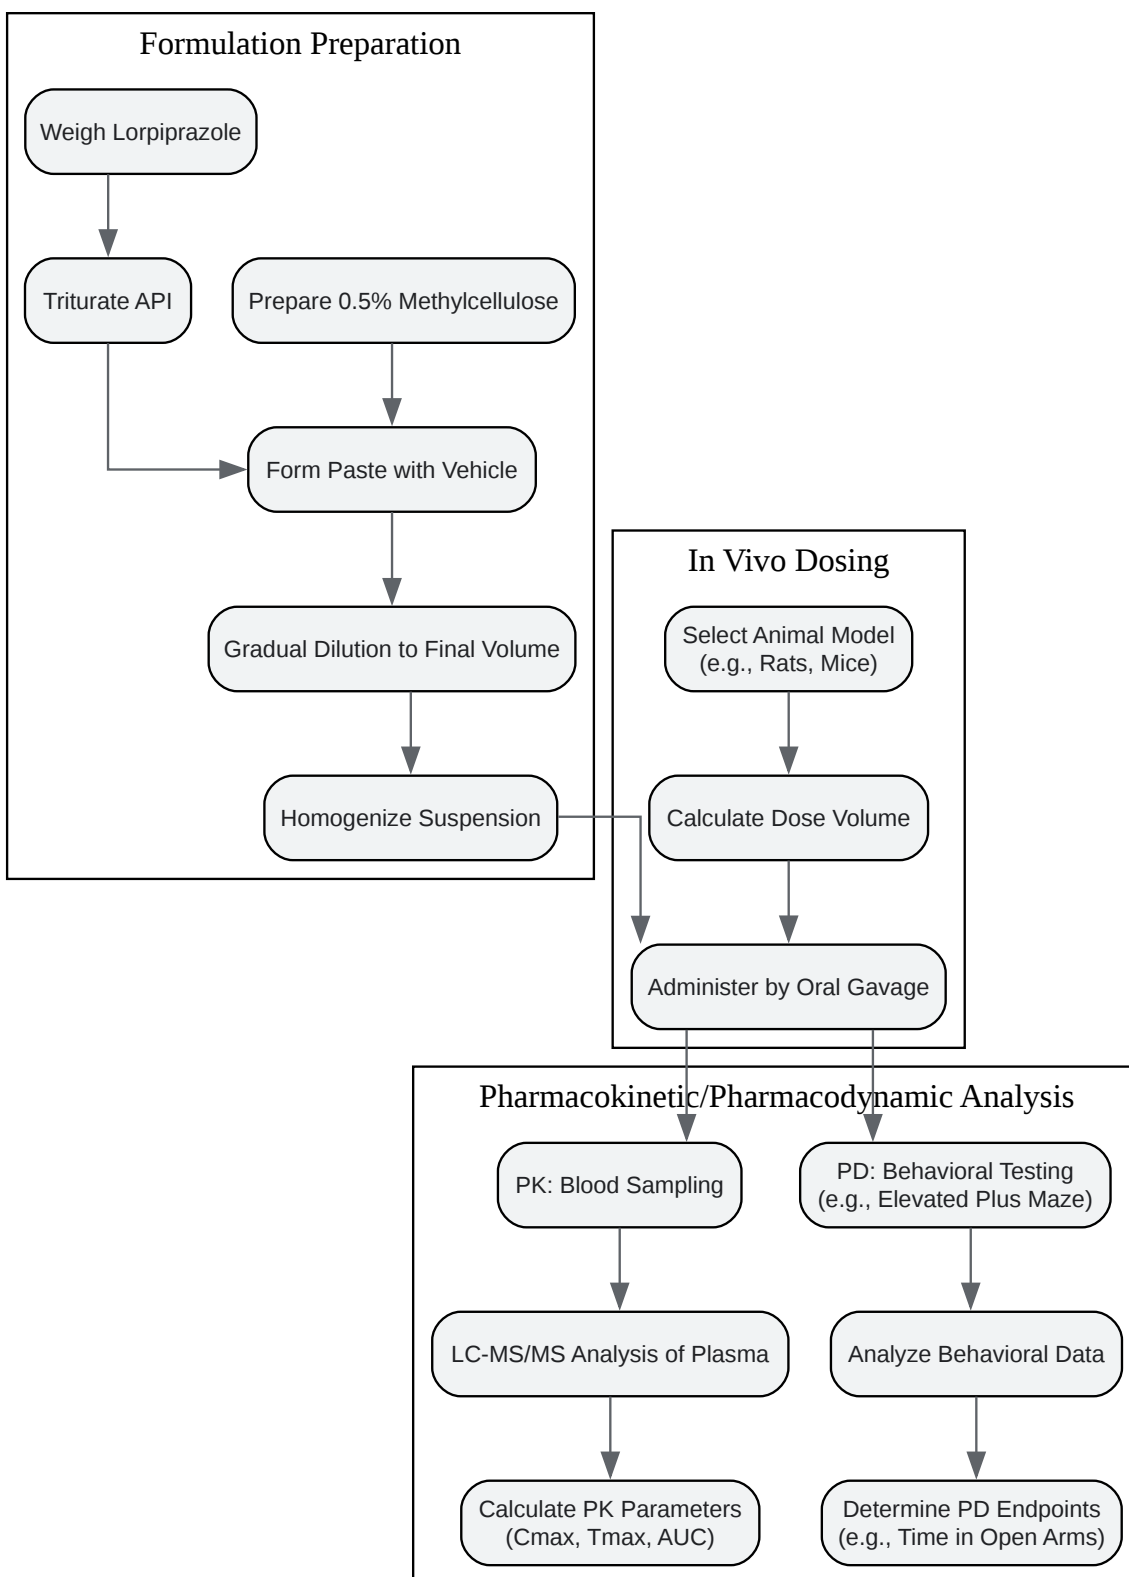 Formulation Preparation
Weigh Lorpiprazole
Triturate API
Prepare 0.5% Methylcellulose
Form Paste with Vehicle
Gradual Dilution to Final Volume
Homogenize Suspension
In Vivo Dosing
Select Animal Model
(e.g., Rats, Mice)
Calculate Dose Volume
Administer by Oral Gavage
Pharmacokinetic/Pharmacodynamic Analysis
PK: Blood Sampling
LC-MS/MS Analysis of Plasma
Calculate PK Parameters
(Cmax, Tmax, AUC)
PD: Behavioral Testing
(e.g., Elevated Plus Maze)
Analyze Behavioral Data
Determine PD Endpoints
(e.g., Time in Open Arms)